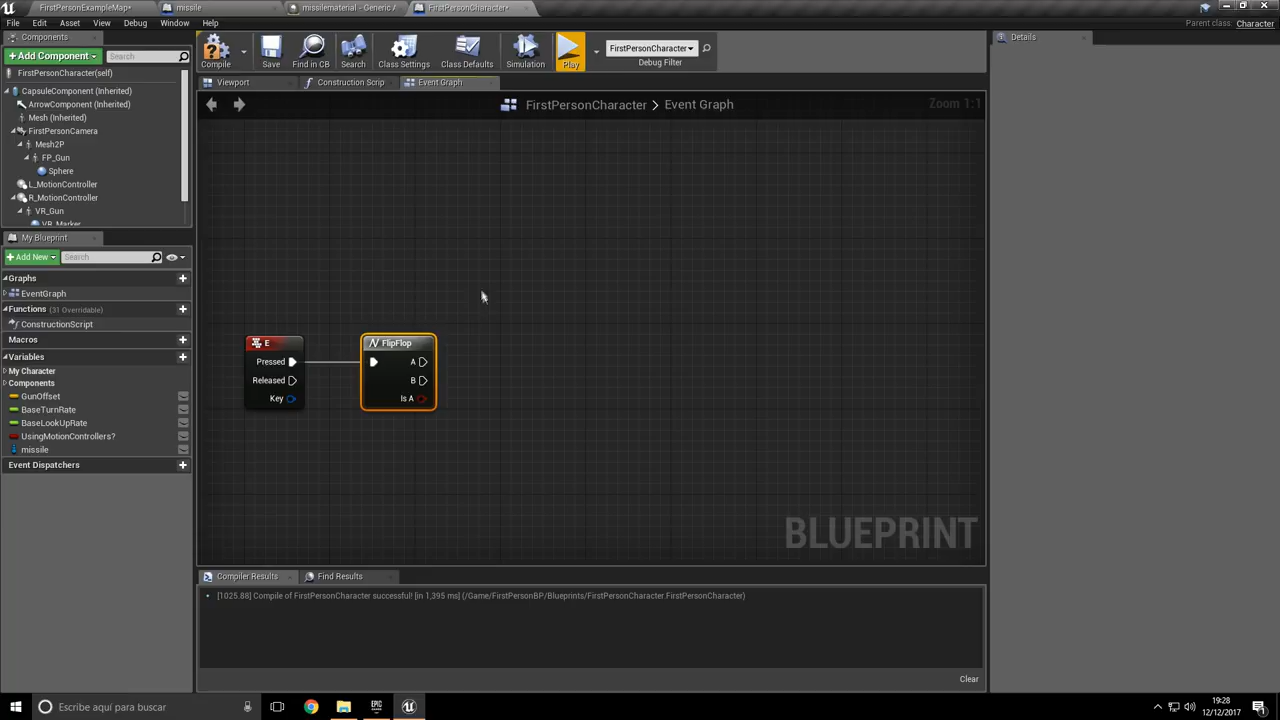 FirstPersonExampleMap*
missile
missilematerial - Generic A
FirstPersonCharacter*
File Edit Asset View Debug Window Help
Parent class: Character
Components
Details
+Add Component
Search
Compile
Save
Find in CB
Search
Class Settings
Class Defaults
Simulation
Play
FirstPersonCharacter
Debug Filter
FirstPersonCharacter(self)
Viewport
Construction Scrip
Event Graph
CapsuleComponent (Inherited)
ArrowComponent (Inherited)
Mesh (Inherited)
FirstPersonCamera
Mesh2P
FP_Gun
Sphere
L_MotionController
R_MotionController
VR_Gun
VR_Marker
FirstPersonCharacter > Event Graph
Zoom 1:1
My Blueprint
+Add New
Search
Graphs
EventGraph
Functions (31 Overridable)
ConstructionScript
Macros
Variables
My Character
Components
GunOffset
BaseTurnRate
BaseLookUpRate
UsingMotionControllers?
missile
Event Dispatchers
E
Pressed
Released
Key
FlipFlop
A
B
Is A
BLUEPRINT
Compiler Results
Find Results
[1025.88] Compile of FirstPersonCharacter successful! [in 1,395 ms] (/Game/FirstPersonBP/Blueprints/FirstPersonCharacter.FirstPersonCharacter)
Clear
Escribe aquí para buscar
EPIC
19:28
12/12/2017